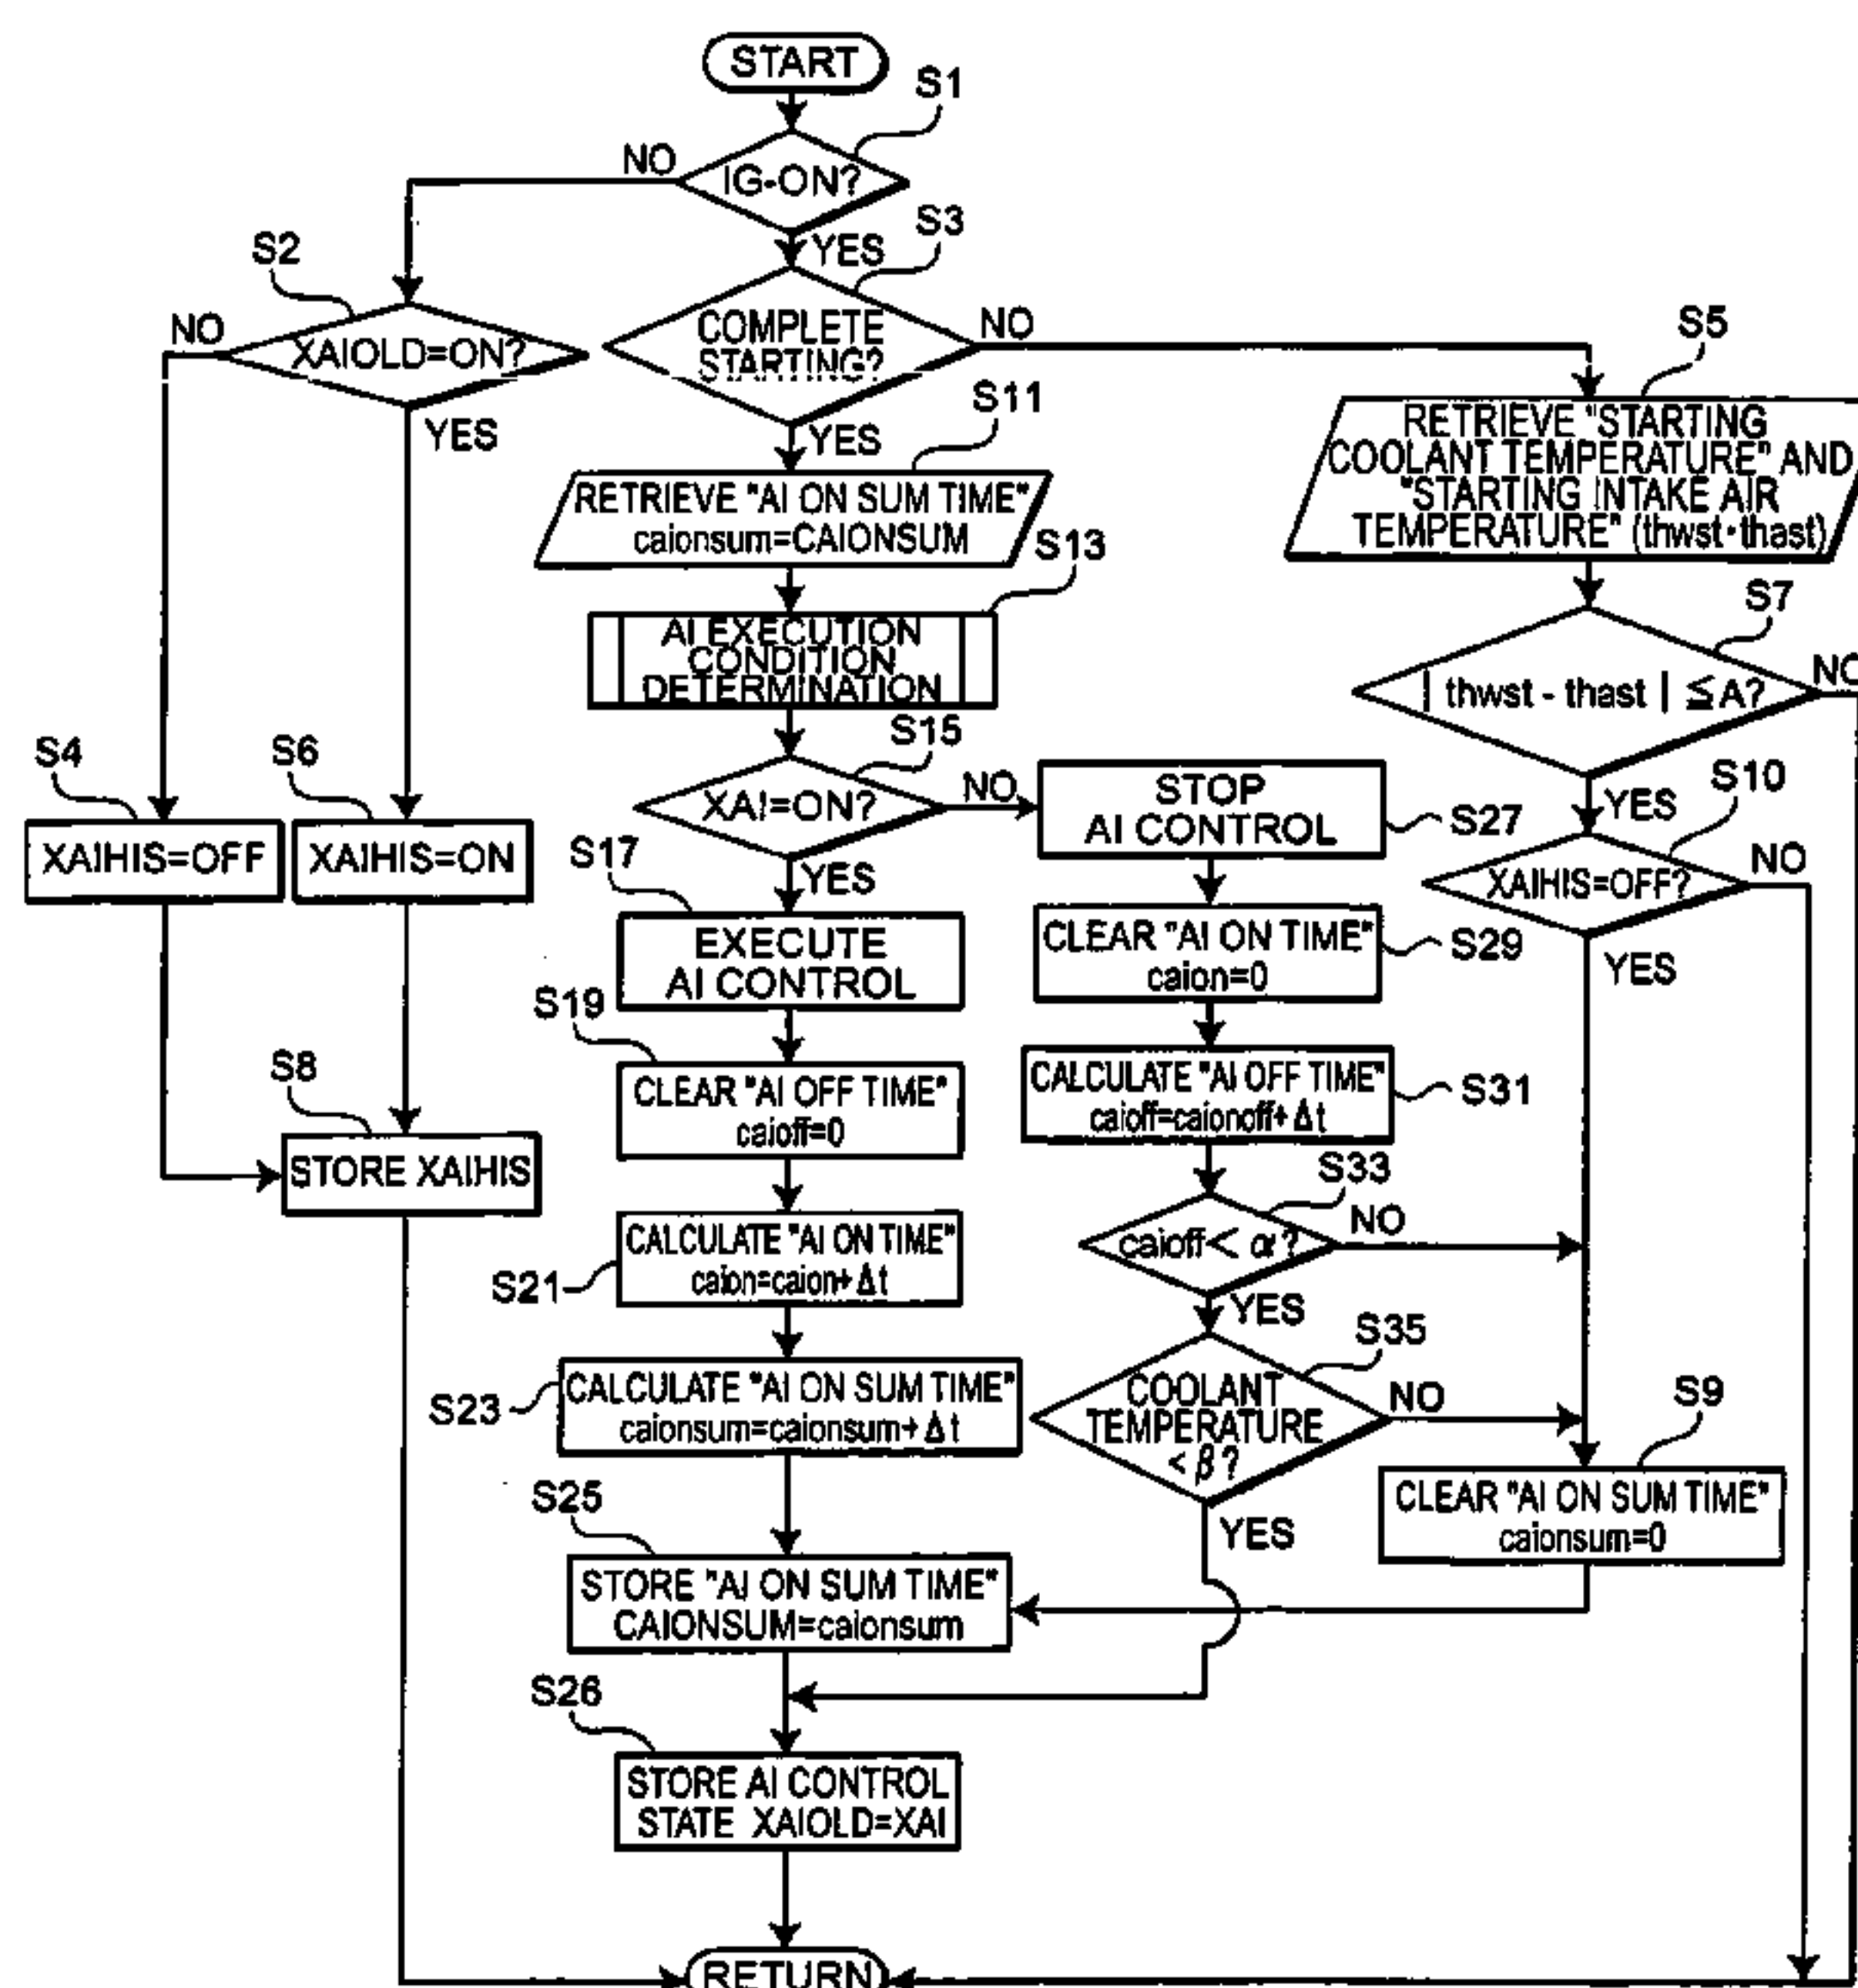 START
S1
NO
IG-ON?
S3
YES
S2
NO
XAIOLD=ON?
YES
COMPLETE
STARTING?
NO
YES
S5
RETRIEVE "STARTING
COOLANT TEMPERATURE" AND
"STARTING INTAKE AIR
TEMPERATURE" (thwst·thast)
S11
RETRIEVE "AI ON SUM TIME"
caionsum=CAIONSUM
S13
AI EXECUTION
CONDITION
DETERMINATION
S7
| thwst - thast | ≦A?
NO
YES
S15
XAI=ON?
NO
YES
S4
XAIHIS=OFF
S6
XAIHIS=ON
STOP
AI CONTROL
S27
S10
XAIHIS=OFF?
NO
YES
S17
EXECUTE
AI CONTROL
CLEAR "AI ON TIME"
caion=0
S29
S19
CLEAR "AI OFF TIME"
caioff=0
CALCULATE "AI OFF TIME"
caioff=caionoff+Δt
S31
S8
STORE XAIHIS
S33
caioff< α?
NO
YES
S21
CALCULATE "AI ON TIME"
caion=caion+Δt
S35
COOLANT
TEMPERATURE
< β?
NO
YES
S23
CALCULATE "AI ON SUM TIME"
caionsum=caionsum+Δt
S9
CLEAR "AI ON SUM TIME"
caionsum=0
S25
STORE "AI ON SUM TIME"
CAIONSUM=caionsum
S26
STORE AI CONTROL
STATE XAIOLD=XAI
RETURN